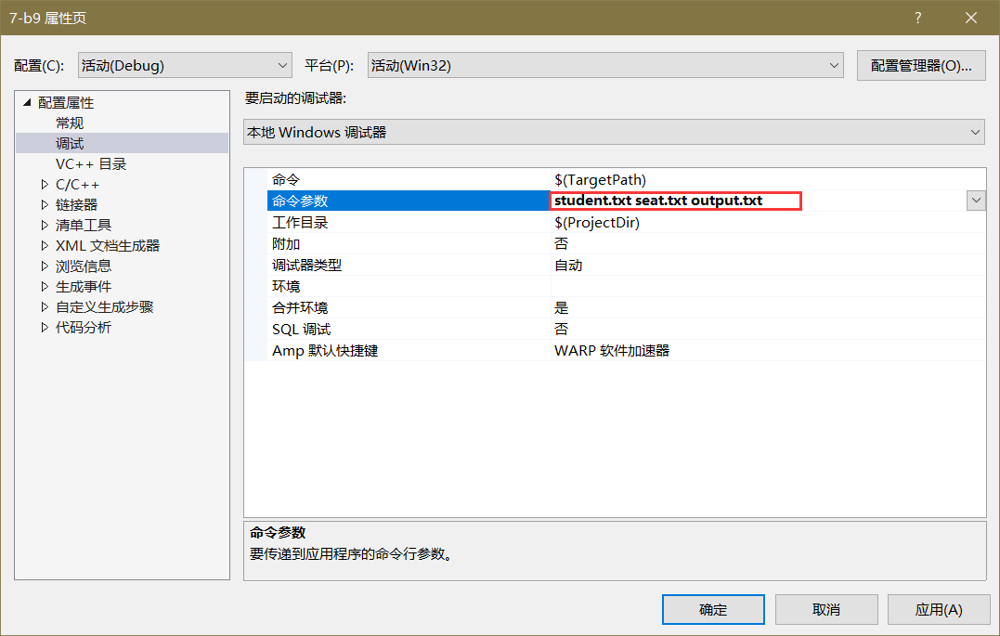 7-b9 属性页
配置(C): 活动(Debug) 平台(P): 活动(Win32) 配置管理器(O)...
配置属性
常规
调试
VC++ 目录
C/C++
链接器
清单工具
XML 文档生成器
浏览信息
生成事件
自定义生成步骤
代码分析
要启动的调试器:
本地 Windows 调试器
命令 $(TargetPath)
命令参数 student.txt seat.txt output.txt
工作目录 $(ProjectDir)
附加 否
调试器类型 自动
环境
合并环境 是
SQL 调试 否
Amp 默认快捷键 WARP 软件加速器
命令参数
要传递到应用程序的命令行参数。
确定 取消 应用(A)